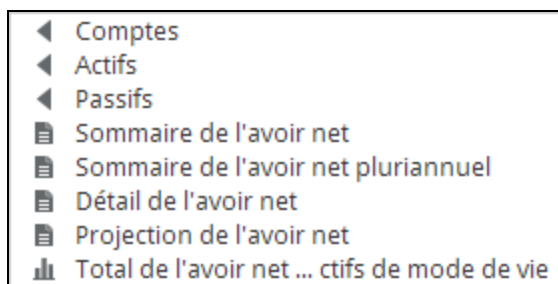 Comptes
Actifs
Passifs
Sommaire de l'avoir net
Sommaire de l'avoir net pluriannuel
Détail de l'avoir net
Projection de l'avoir net
Total de l'avoir net ... ctifs de mode de vie